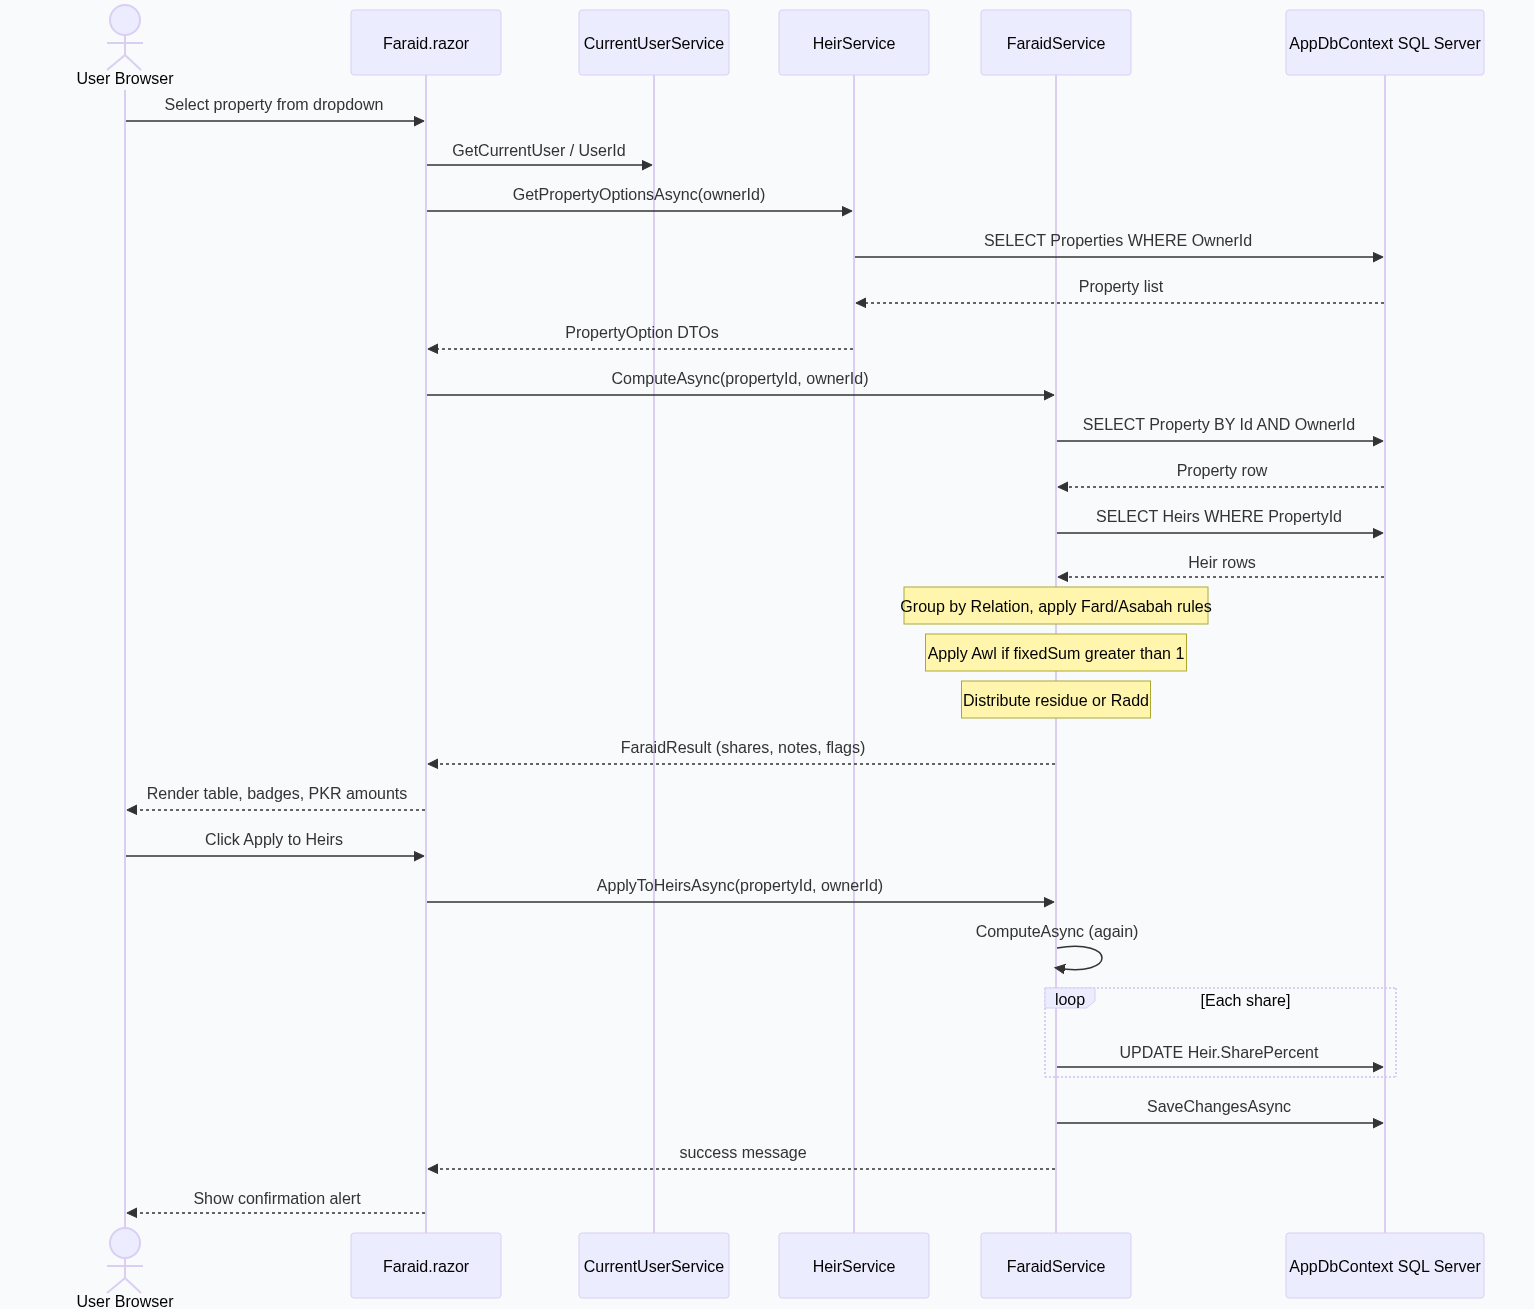 User Browser
Faraid.razor
CurrentUserService
HeirService
FaraidService
AppDbContext SQL Server
Select property from dropdown
GetCurrentUser / UserId
GetPropertyOptionsAsync(ownerId)
SELECT Properties WHERE OwnerId
Property list
PropertyOption DTOs
ComputeAsync(propertyId, ownerId)
SELECT Property BY Id AND OwnerId
Property row
SELECT Heirs WHERE PropertyId
Heir rows
Group by Relation, apply Fard/Asabah rules
Apply Awl if fixedSum greater than 1
Distribute residue or Radd
FaraidResult (shares, notes, flags)
Render table, badges, PKR amounts
Click Apply to Heirs
ApplyToHeirsAsync(propertyId, ownerId)
ComputeAsync (again)
loop
[Each share]
UPDATE Heir.SharePercent
SaveChangesAsync
success message
Show confirmation alert
User Browser
Faraid.razor
CurrentUserService
HeirService
FaraidService
AppDbContext SQL Server